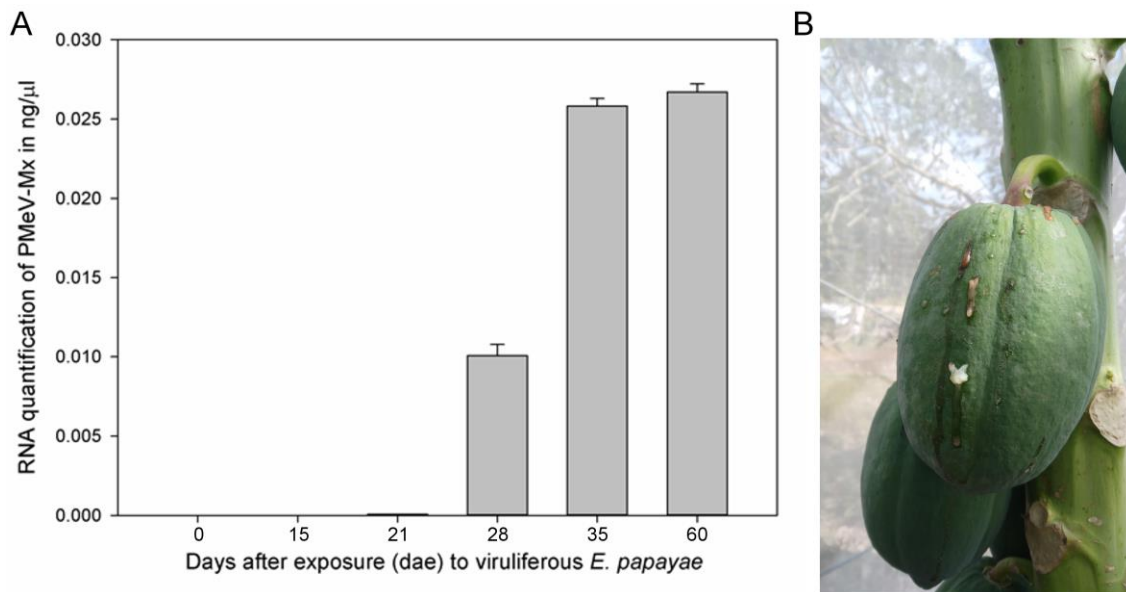 A
B
RNA quantification of PMeV-Mx in ng/µl
0.030
0.025
0.020
0.015
0.010
0.005
0.000
0 15 21 28 35 60
Days after exposure (dae) to viruliferous E. papayae